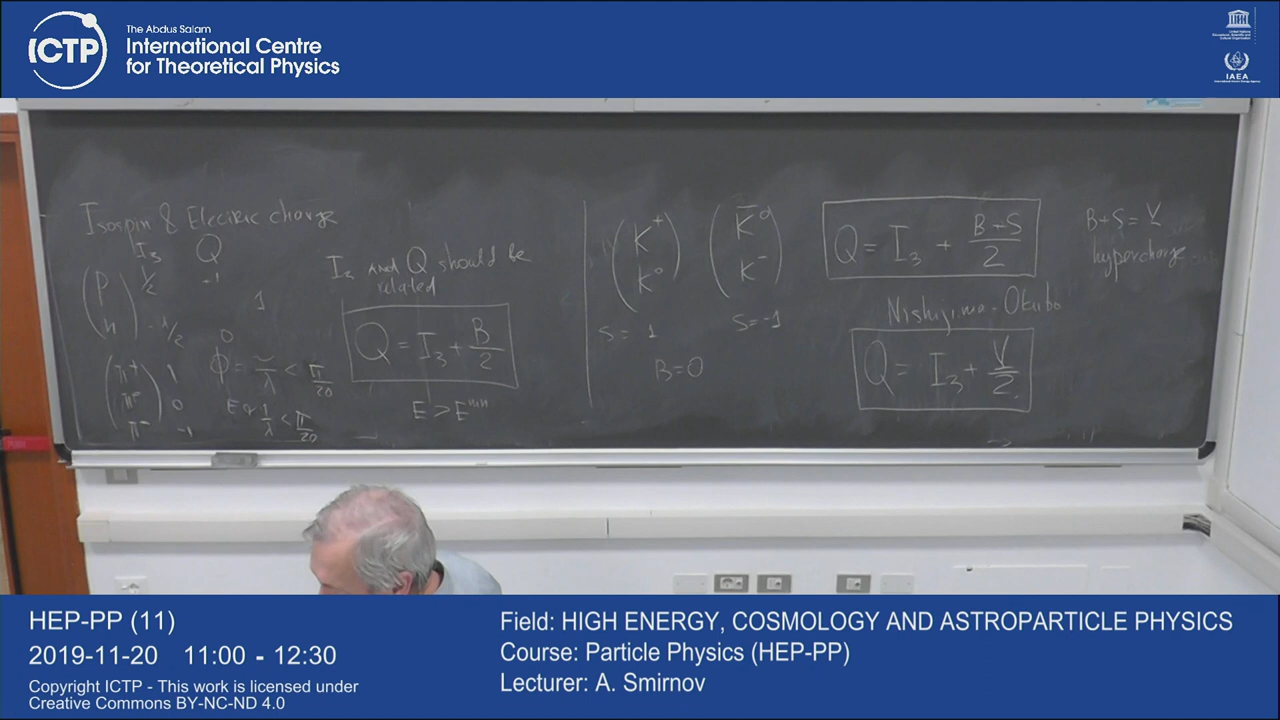 The Abdus Salam
ICTP International Centre
for Theoretical Physics
IAEA
Isospin & Electric charge
I₃ Q
p 1/2 +1
1
n -1/2 0
I₃ and Q should be
related
Q = I₃ + B/2
E > E^min
π⁺ 1
π⁰ 0
π⁻ -1
< π/20
1/λ < π/20
K⁺
K⁰
S = 1
K̄⁰
K⁻
S = -1
B = 0
Q = I₃ + (B+S)/2
B+S = Y
hypercharge
Nishijima-Okubo
Q = I₃ + Y/2
HEP-PP (11)
2019-11-20 11:00 - 12:30
Copyright ICTP - This work is licensed under
Creative Commons BY-NC-ND 4.0
Field: HIGH ENERGY, COSMOLOGY AND ASTROPARTICLE PHYSICS
Course: Particle Physics (HEP-PP)
Lecturer: A. Smirnov